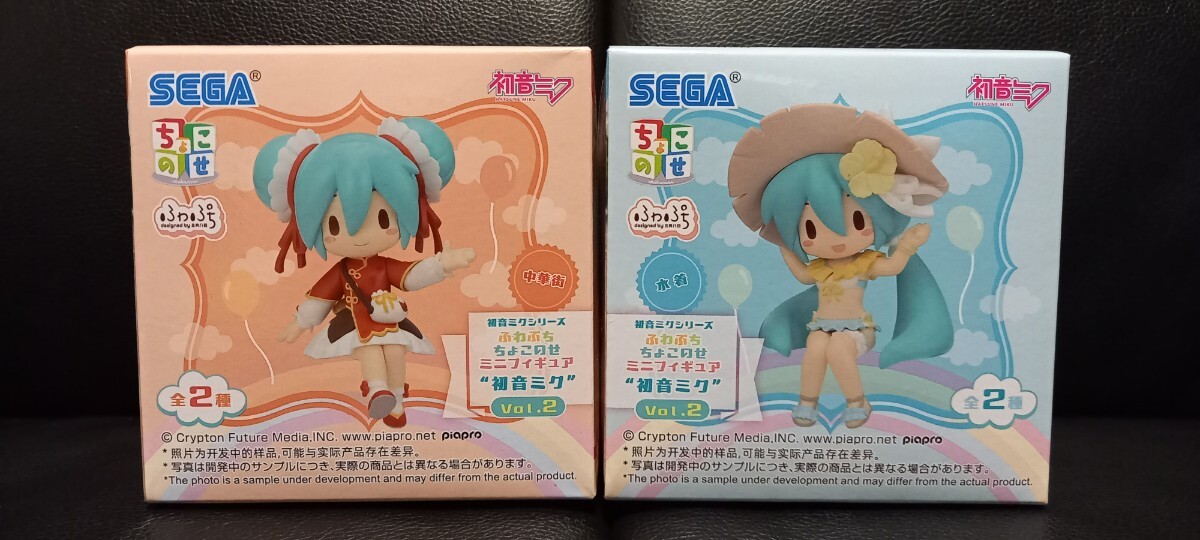 SEGA®
初音ミク
HATSUNE MIKU
ちょこのせ
ふわぷち
designed by
中華街
初音ミクシリーズ
ふわぷち
ちょこのせ
ミニフィギュア
“初音ミク”
Vol.2
全2種
© Crypton Future Media,INC. www.piapro.net piapro
* 照片为开发中的样品,可能与实际产品存在差异。
* 写真は開発中のサンプルにつき、実際の商品とは異なる場合があります。
*The photo is a sample under development and may differ from the actual product.
SEGA®
初音ミク
HATSUNE MIKU
ちょこのせ
ふわぷち
designed by
水着
初音ミクシリーズ
ふわぷち
ちょこのせ
ミニフィギュア
“初音ミク”
Vol.2
全2種
© Crypton Future Media,INC. www.piapro.net piapro
* 照片为开发中的样品,可能与实际产品存在差异。
* 写真は開発中のサンプルにつき、実際の商品とは異なる場合があります。
*The photo is a sample under development and may differ from the actual product.